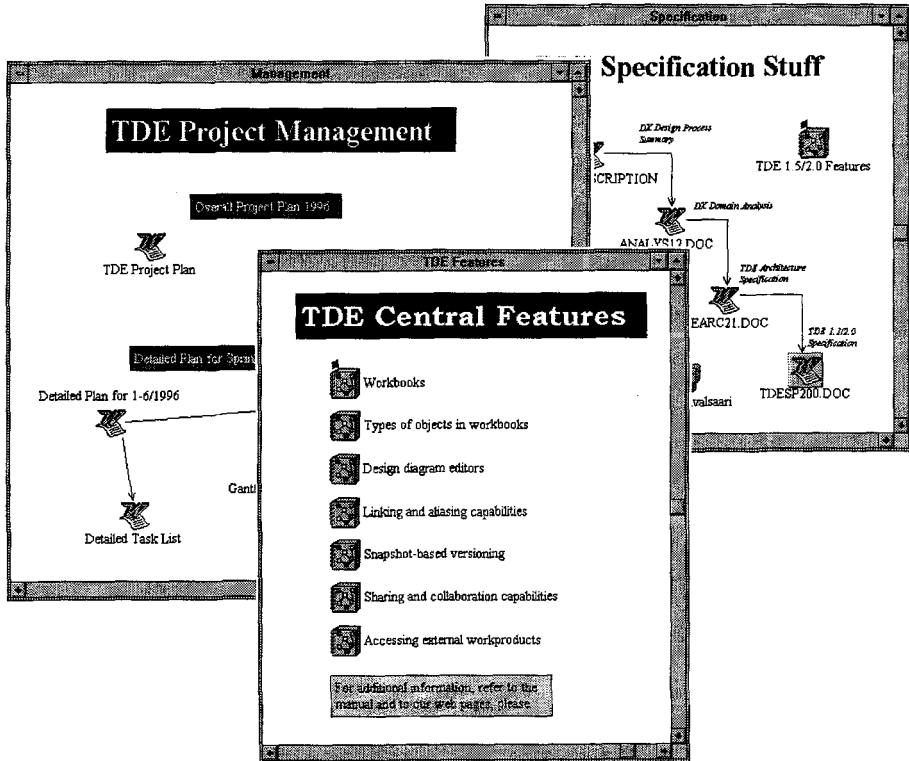 Specification
Specification Stuff
DX Design Process
Summary
TDE 1.5/2.0 Features
SCRIPTION
DX Domain Analysis
ANALYS12.DOC
TDE Architecture
Specification
EARC21.DOC
TDE 1.2/2.0
Specification
valsaari
TDESP200.DOC
Management
TDE Project Management
Overall Project Plan 1996
TDE Project Plan
Detailed Plan for Sprin
Detailed Plan for 1-6/1996
Gantt
Detailed Task List
TDE Features
TDE Central Features
Workbooks
Types of objects in workbooks
Design diagram editors
Linking and aliasing capabilities
Snapshot-based versioning
Sharing and collaboration capabilities
Accessing external workproducts
For additional information, refer to the
manual and to our web pages, please